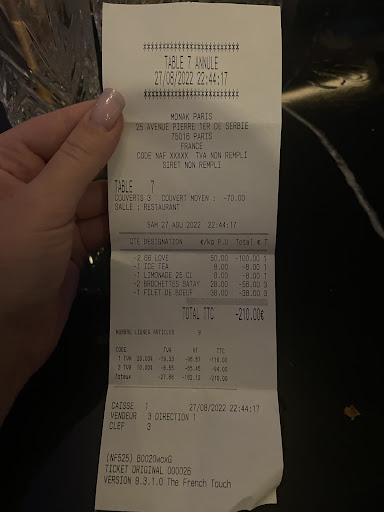 TABLE 7 ANNULE
27/08/2022 22:44:17
MONAK PARIS
25 AVENUE PIERRE 1ER DE SERBIE
75016 PARIS
FRANCE
CODE NAF XXXXX TVA NON REMPLI
SIRET NON REMPLI
TABLE 7
COUVERTS 3 COUVERT MOYEN : -70.00
SALLE : RESTAURANT
SAM 27 AOU 2022 22:44:17
QTE DESIGNATION €/kg P.U Total € T
-2 66 LOVE 50.00 -100.00 1
-1 ICE TEA 8.00 -8.00 1
-1 LIMONADE 25 CL 8.00 -8.00 1
-2 BROCHETTES BATAY 28.00 -56.00 3
-1 FILET DE BOEUF 38.00 -38.00 3
TOTAL TTC -210.00€
NOMBRE LIGNES ARTICLES 9
CODE TVA HT TTC
1 TVA 20.00% -19.33 -96.67 -116.00
3 TVA 10.00% -8.55 -85.45 -94.00
Totaux -27.88 -182.12 -210.00
CAISSE 1 27/08/2022 22:44:17
VENDEUR 3 DIRECTION 1
CLEF 3
(NF525) B0020wcxG
TICKET ORIGINAL 000026
VERSION 8.3.1.0 The French Touch